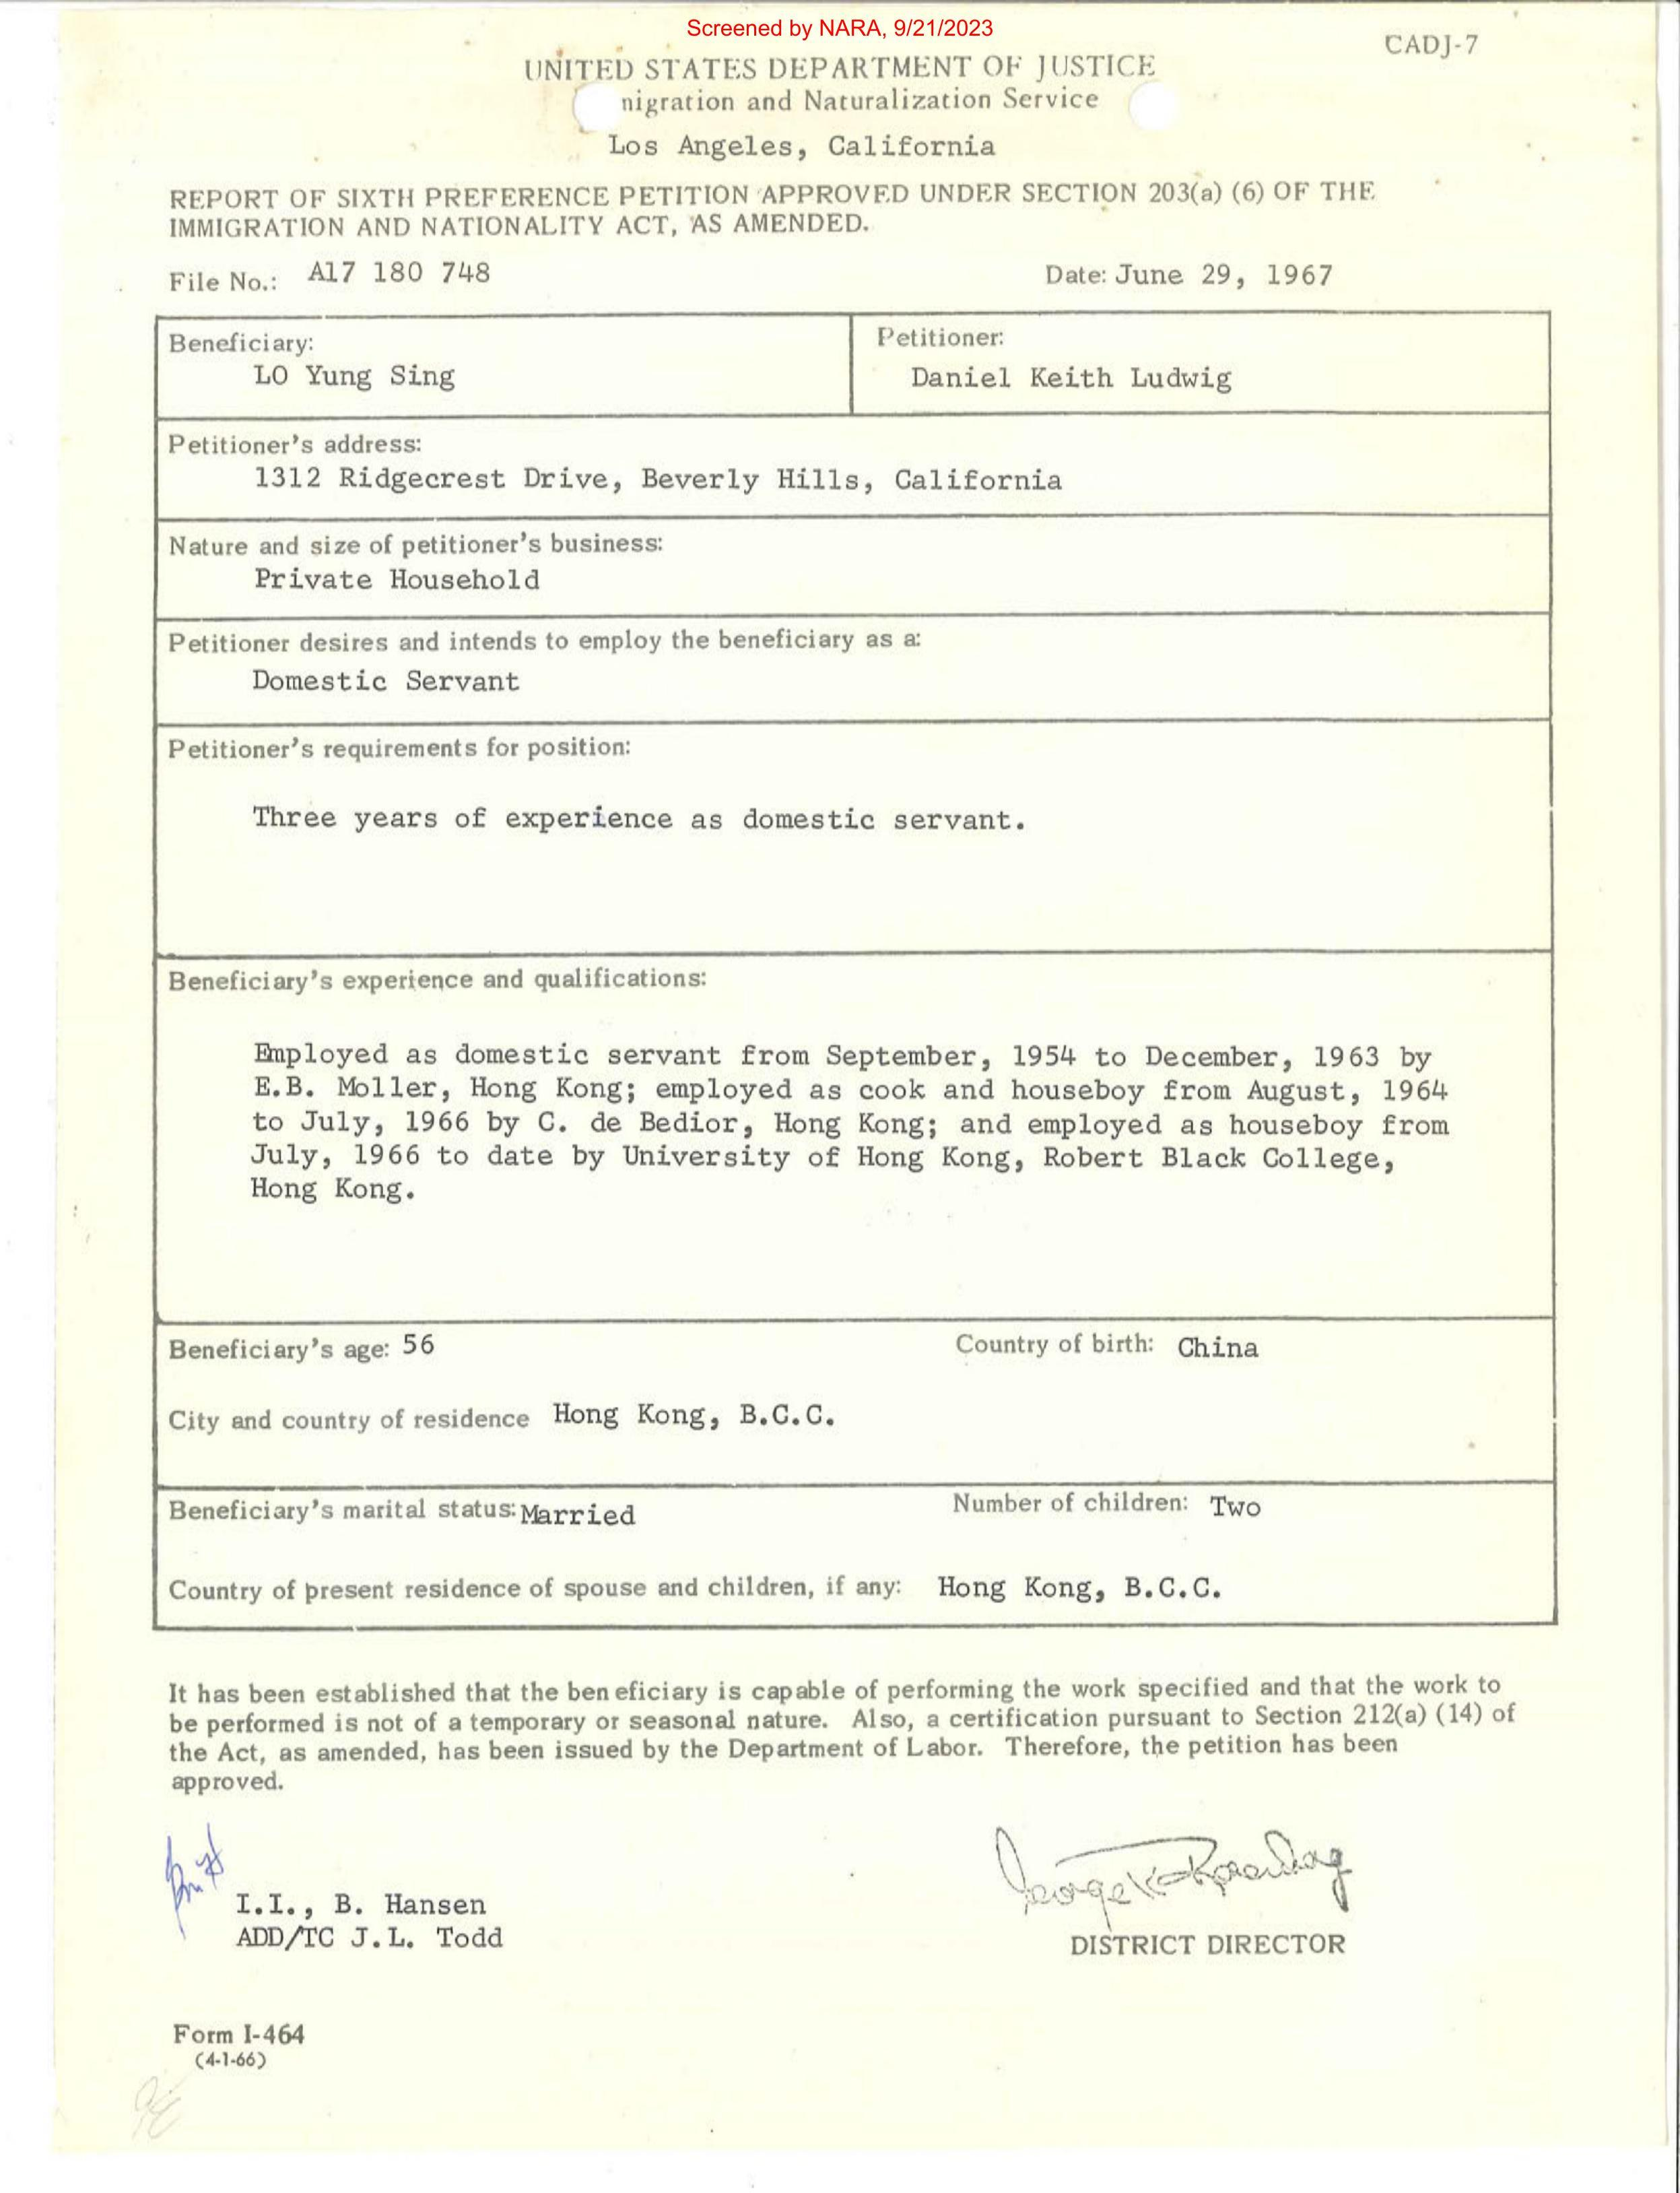 Screened by NARA, 9/21/2023
CADJ-7
UNITED STATES DEPARTMENT OF JUSTICE
nigration and Naturalization Service
Los Angeles, California
REPORT OF SIXTH PREFERENCE PETITION APPROVED UNDER SECTION 203(a) (6) OF THE
IMMIGRATION AND NATIONALITY ACT, AS AMENDED.
File No.: A17 180 748 Date: June 29, 1967
Beneficiary:
LO Yung Sing
Petitioner:
Daniel Keith Ludwig
Petitioner's address:
1312 Ridgecrest Drive, Beverly Hills, California
Nature and size of petitioner's business:
Private Household
Petitioner desires and intends to employ the beneficiary as a:
Domestic Servant
Petitioner's requirements for position:
Three years of experience as domestic servant.
Beneficiary's experience and qualifications:
Employed as domestic servant from September, 1954 to December, 1963 by
E.B. Moller, Hong Kong; employed as cook and houseboy from August, 1964
to July, 1966 by C. de Bedior, Hong Kong; and employed as houseboy from
July, 1966 to date by University of Hong Kong, Robert Black College,
Hong Kong.
Beneficiary's age: 56 Country of birth: China
City and country of residence Hong Kong, B.C.C.
Beneficiary's marital status: Married Number of children: Two
Country of present residence of spouse and children, if any: Hong Kong, B.C.C.
It has been established that the beneficiary is capable of performing the work specified and that the work to
be performed is not of a temporary or seasonal nature. Also, a certification pursuant to Section 212(a) (14) of
the Act, as amended, has been issued by the Department of Labor. Therefore, the petition has been
approved.
I.I., B. Hansen
ADD/TC J.L. Todd
George K Rosenberg
DISTRICT DIRECTOR
Form I-464
(4-1-66)